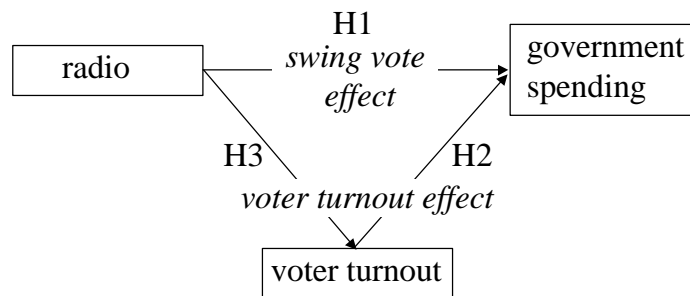 H1
radio
swing vote
effect
government
spending
H3
H2
voter turnout effect
voter turnout